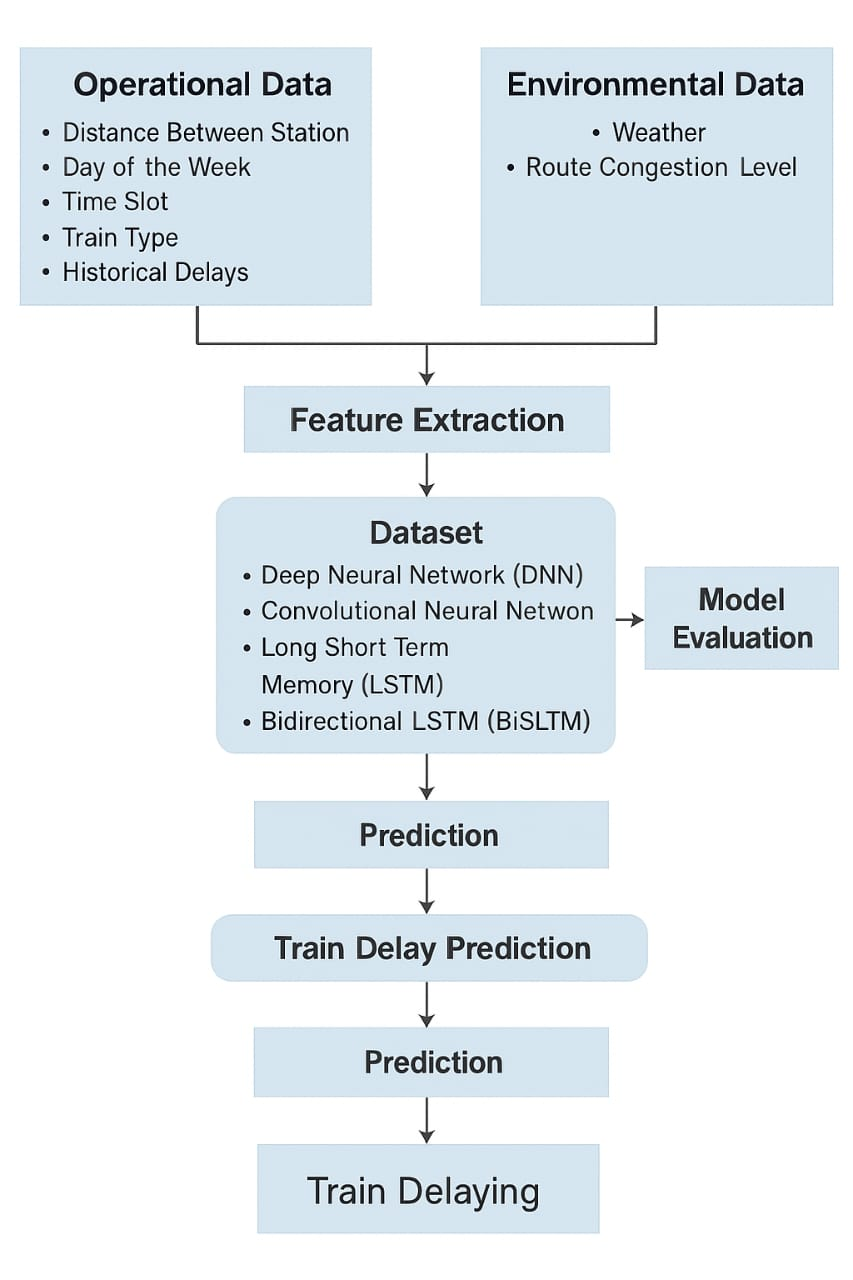 Operational Data
• Distance Between Station
• Day of the Week
• Time Slot
• Train Type
• Historical Delays
Environmental Data
• Weather
• Route Congestion Level
Feature Extraction
Dataset
• Deep Neural Network (DNN)
• Convolutional Neural Netwon
• Long Short Term
Memory (LSTM)
• Bidirectional LSTM (BiSLTM)
Model
Evaluation
Prediction
Train Delay Prediction
Prediction
Train Delaying